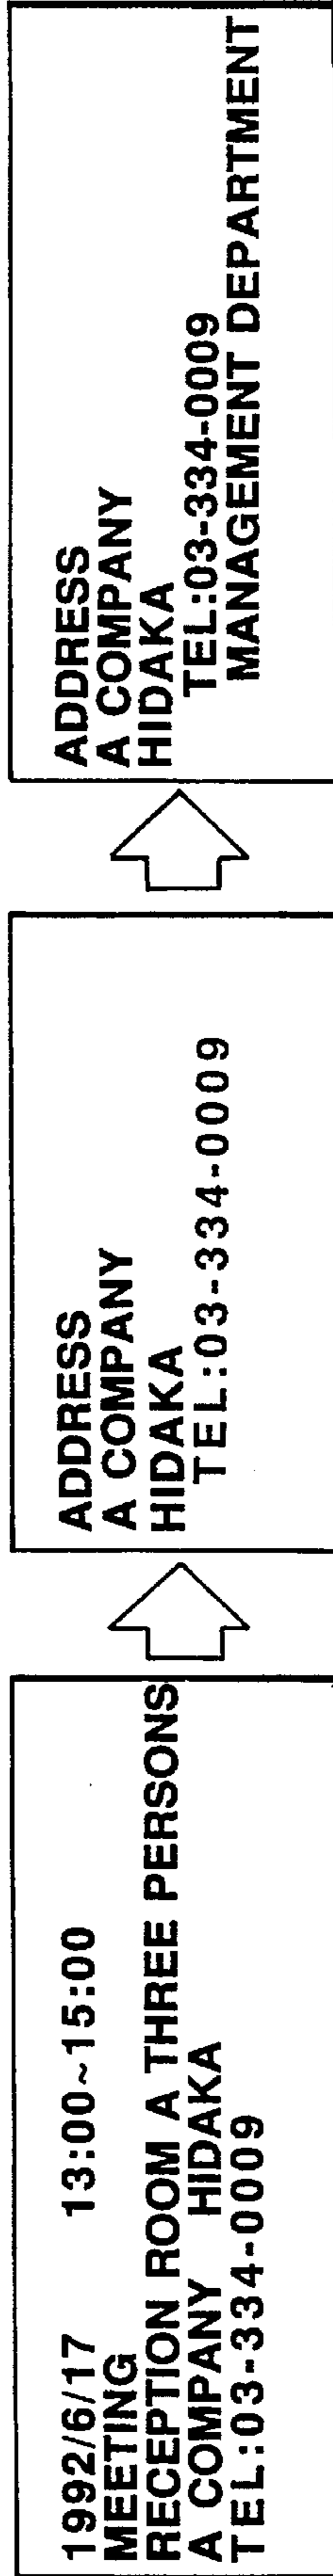 1992/6/17 13:00~15:00
MEETING
RECEPTION ROOM A THREE PERSONS
A COMPANY HIDAKA
TEL:03-334-0009
ADDRESS
A COMPANY
HIDAKA
TEL:03-334-0009
ADDRESS
A COMPANY
HIDAKA
TEL:03-334-0009
MANAGEMENT DEPARTMENT